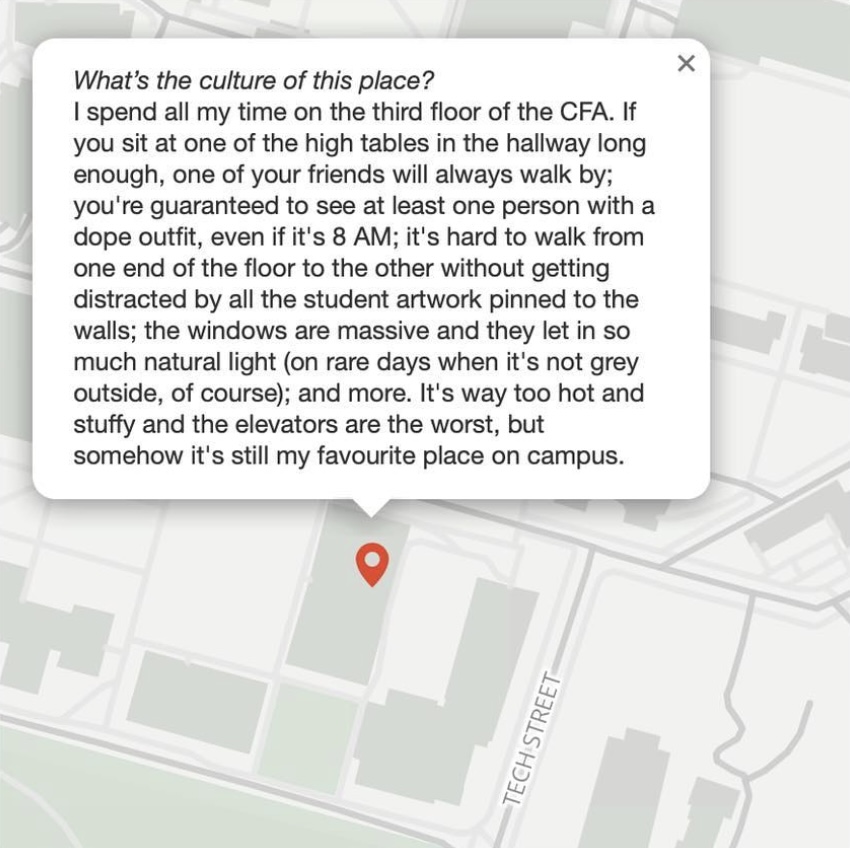 What's the culture of this place?
I spend all my time on the third floor of the CFA. If
you sit at one of the high tables in the hallway long
enough, one of your friends will always walk by;
you're guaranteed to see at least one person with a
dope outfit, even if it's 8 AM; it's hard to walk from
one end of the floor to the other without getting
distracted by all the student artwork pinned to the
walls; the windows are massive and they let in so
much natural light (on rare days when it's not grey
outside, of course); and more. It's way too hot and
stuffy and the elevators are the worst, but
somehow it's still my favourite place on campus.
TECH STREET